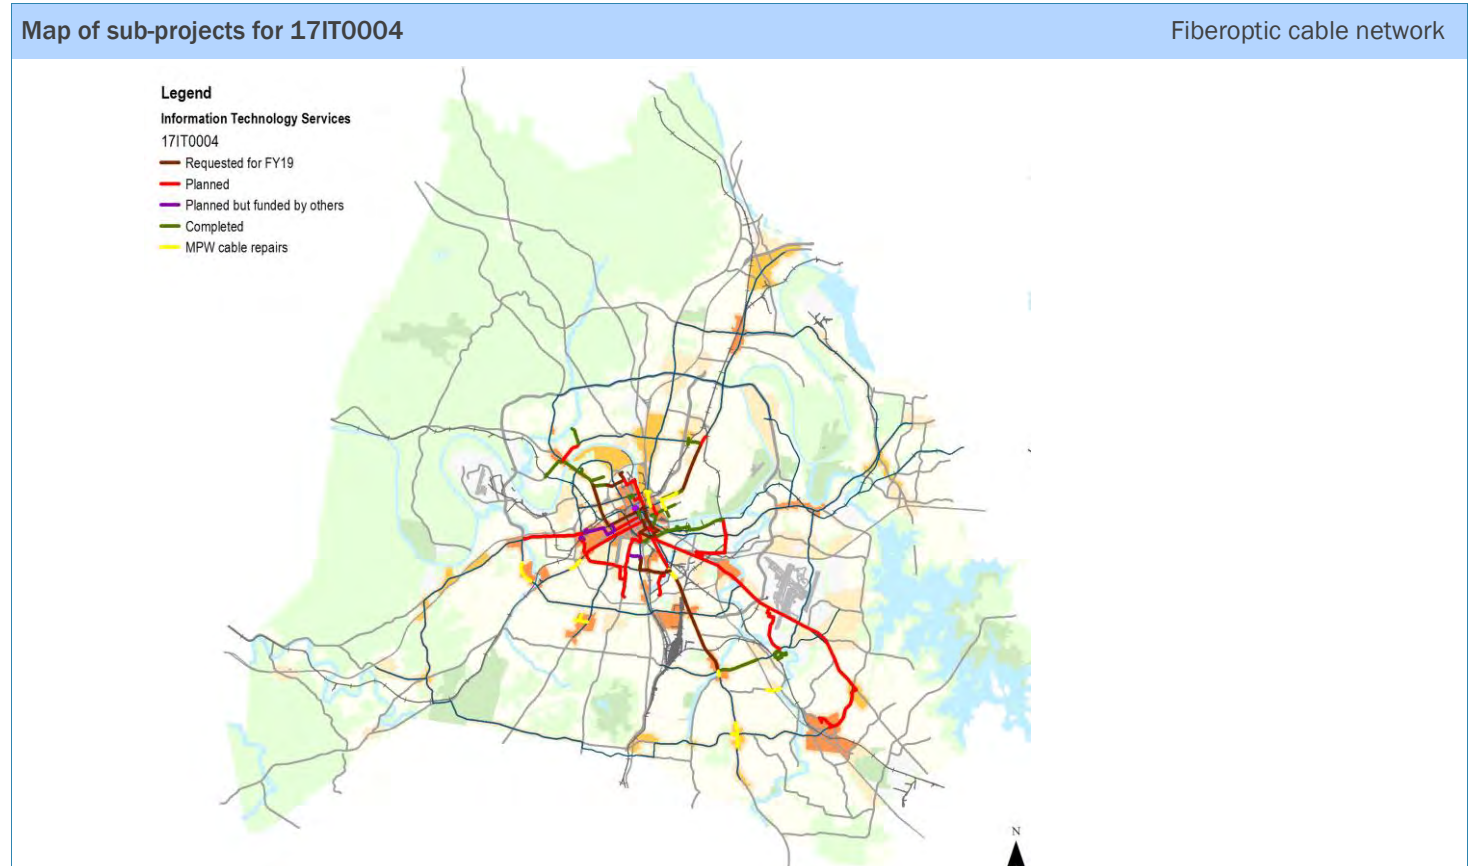 Map of sub-projects for 17IT0004
Fiberoptic cable network
Legend
Information Technology Services
17IT0004
Requested for FY19
Planned
Planned but funded by others
Completed
MPW cable repairs
N